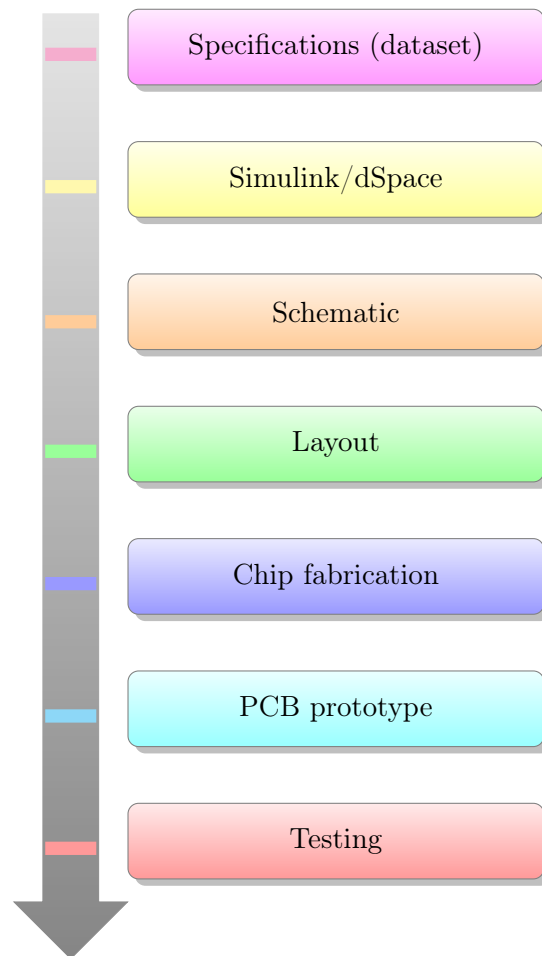 Specifications (dataset)
Simulink/dSpace
Schematic
Layout
Chip fabrication
PCB prototype
Testing